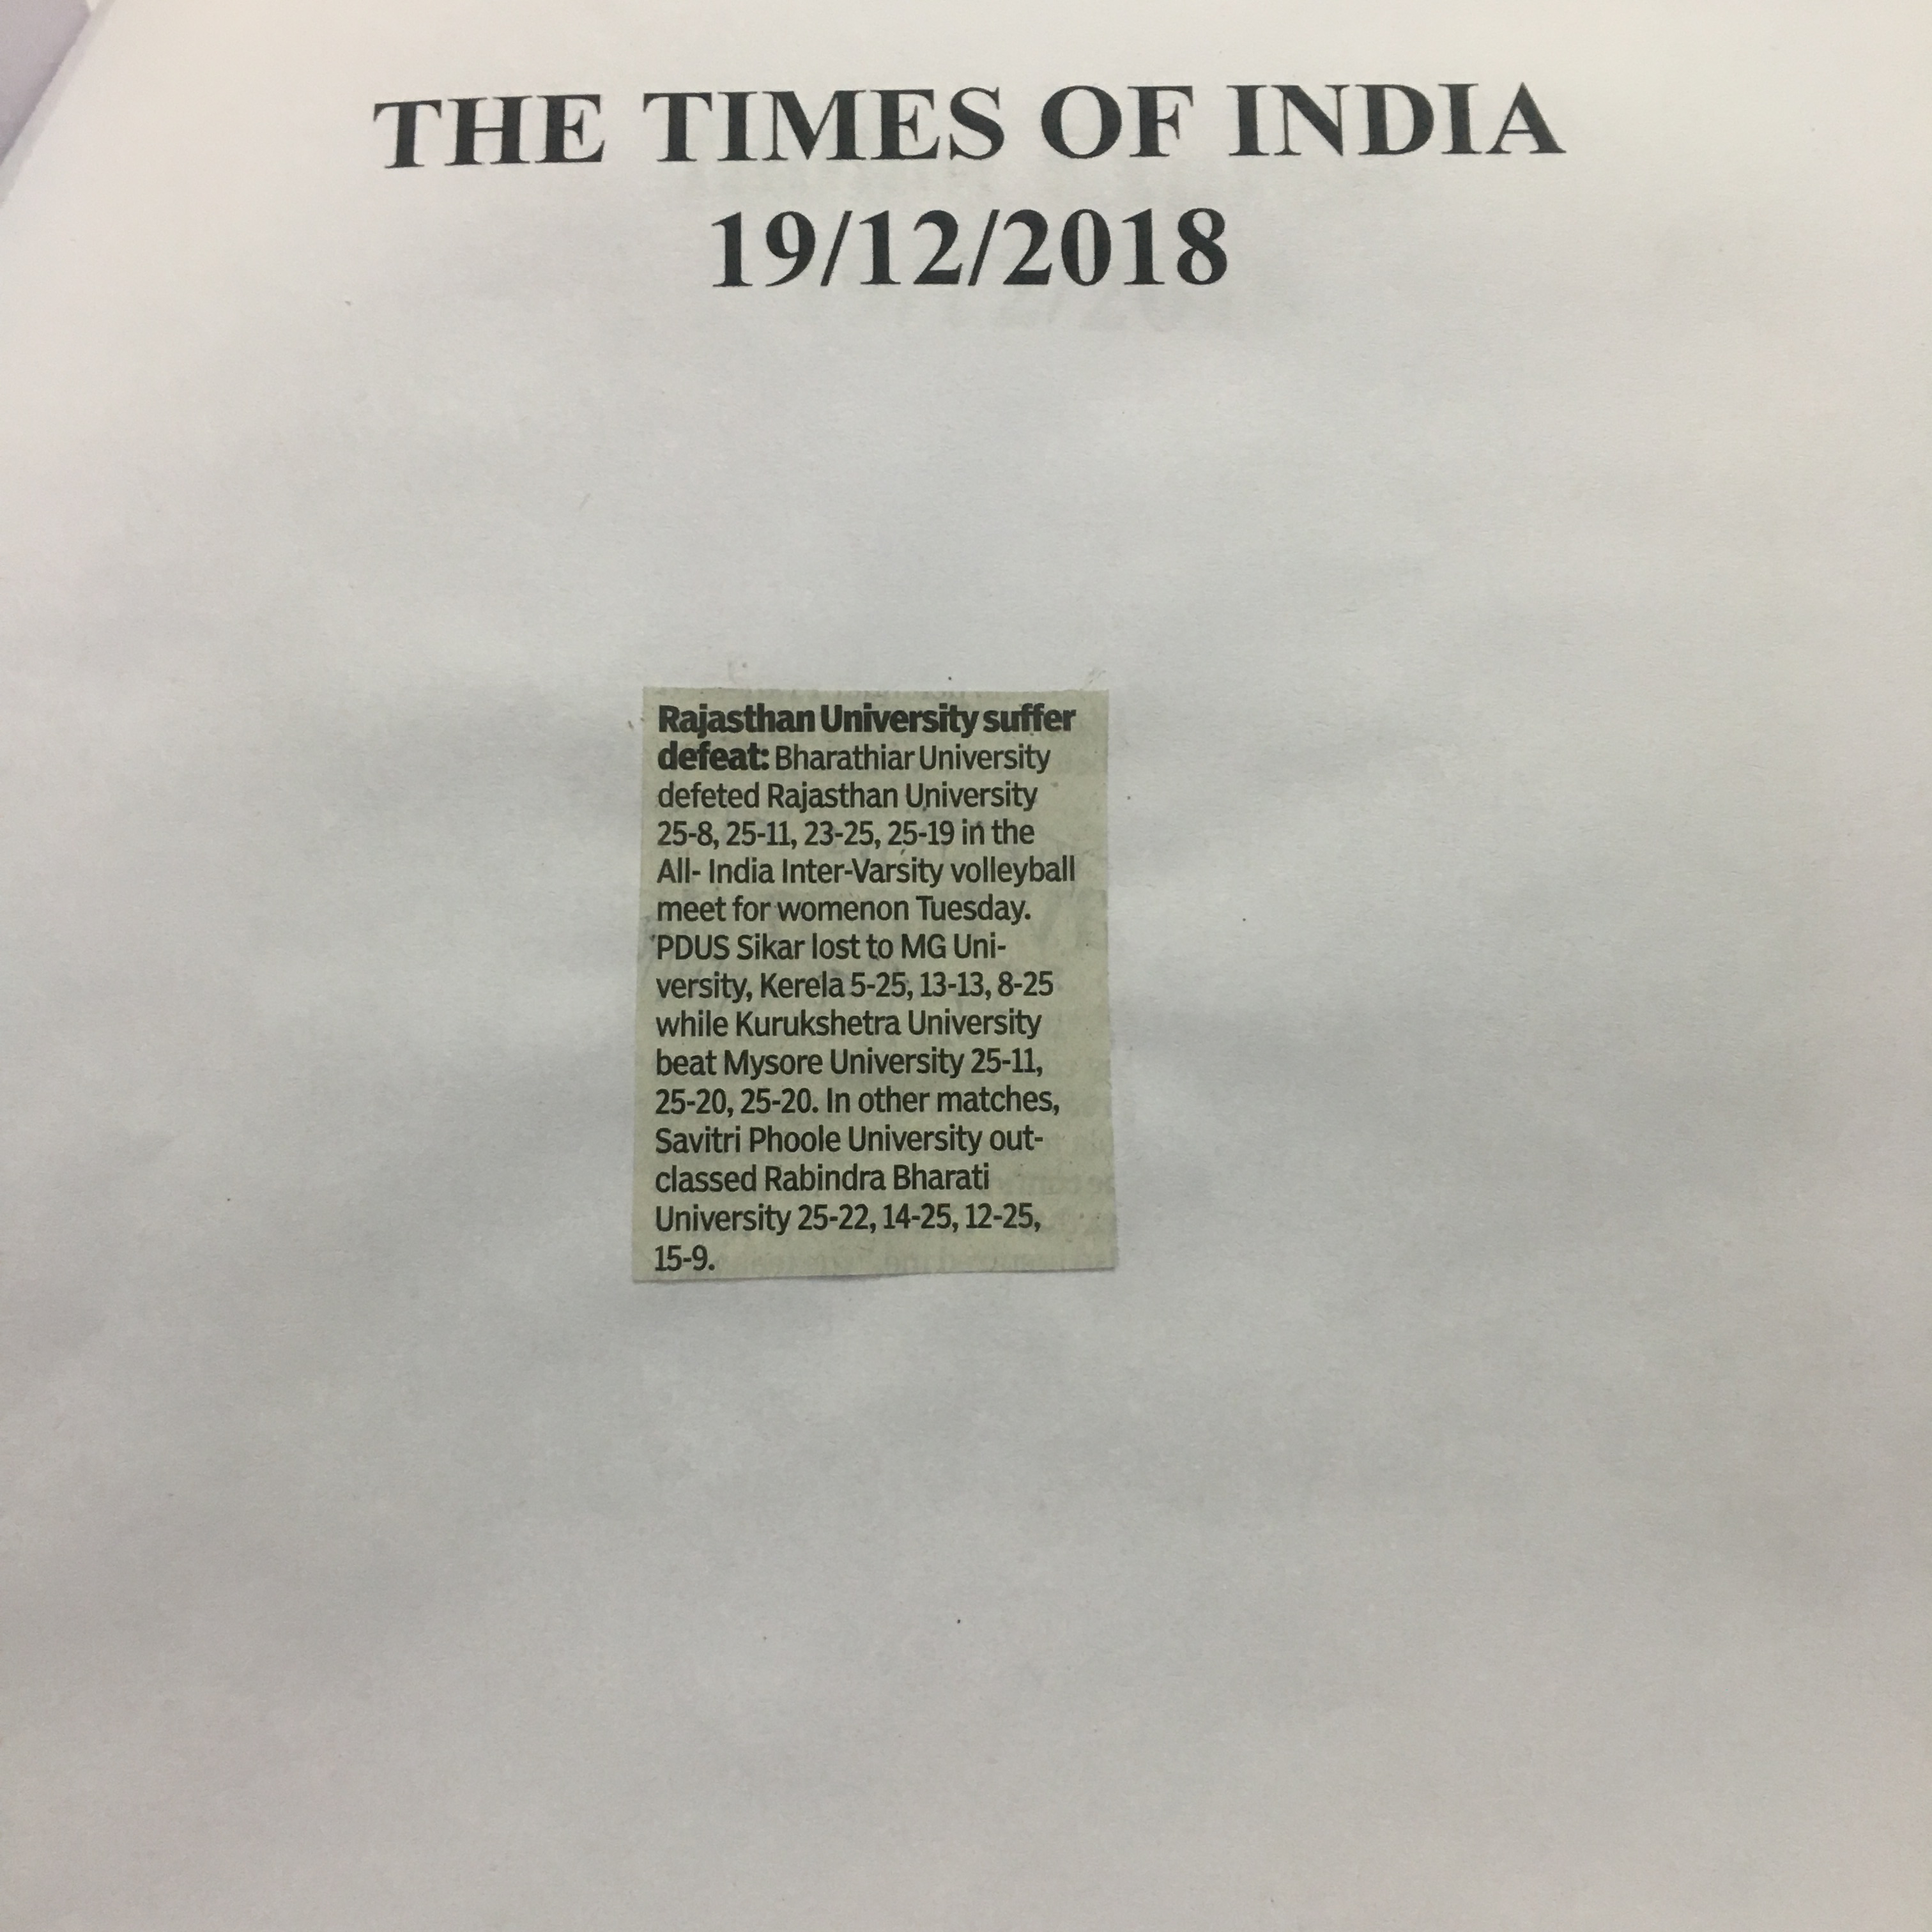 THE TIMES OF INDIA
19/12/2018
Rajasthan University suffer
defeat: Bharathiar University
defeted Rajasthan University
25-8, 25-11, 23-25, 25-19 in the
All- India Inter-Varsity volleyball
meet for womenon Tuesday.
PDUS Sikar lost to MG Uni-
versity, Kerela 5-25, 13-13, 8-25
while Kurukshetra University
beat Mysore University 25-11,
25-20, 25-20. In other matches,
Savitri Phoole University out-
classed Rabindra Bharati
University 25-22, 14-25, 12-25,
15-9.